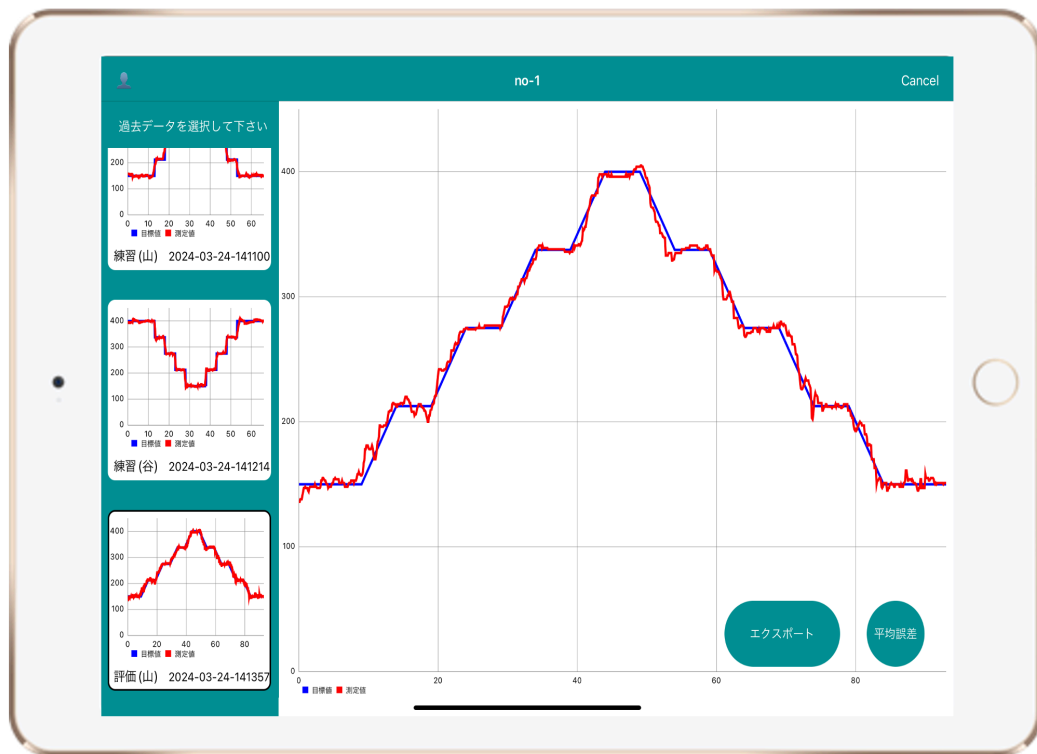 no-1
Cancel
過去データを選択して下さい
200
100
0
0 10 20 30 40 50 60
目標値 測定値
練習(山) 2024-03-24-141100
400
300
200
100
0
0 10 20 30 40 50 60
目標値 測定値
練習(谷) 2024-03-24-141214
400
300
200
100
0
0 20 40 60 80
目標値 測定値
評価(山) 2024-03-24-141357
400
300
200
100
0
0 20 40 60 80
目標値 測定値
エクスポート
平均誤差